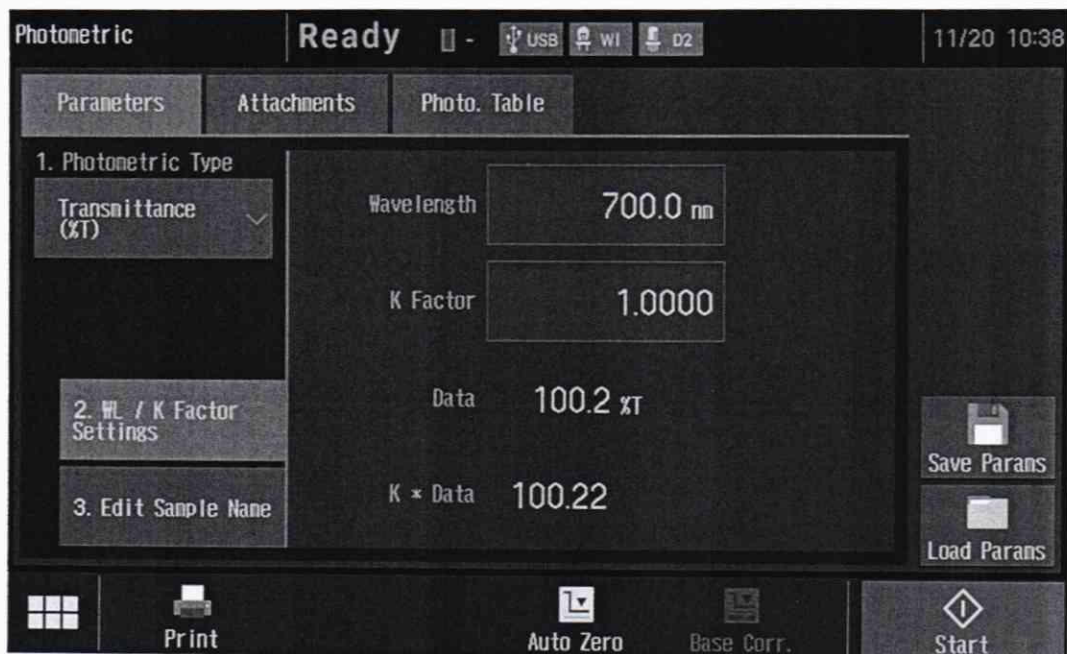 Photometric
Ready
-
USB
WI
D2
11/20 10:38
Parameters
Attachments
Photo. Table
1. Photometric Type
Transmittance
(%T)
Wavelength
700.0 nm
K Factor
1.0000
2. WL / K Factor
Settings
Data
100.2 %T
3. Edit Sample Name
K * Data
100.22
Save Params
Load Params
Print
Auto Zero
Base Corr.
Start